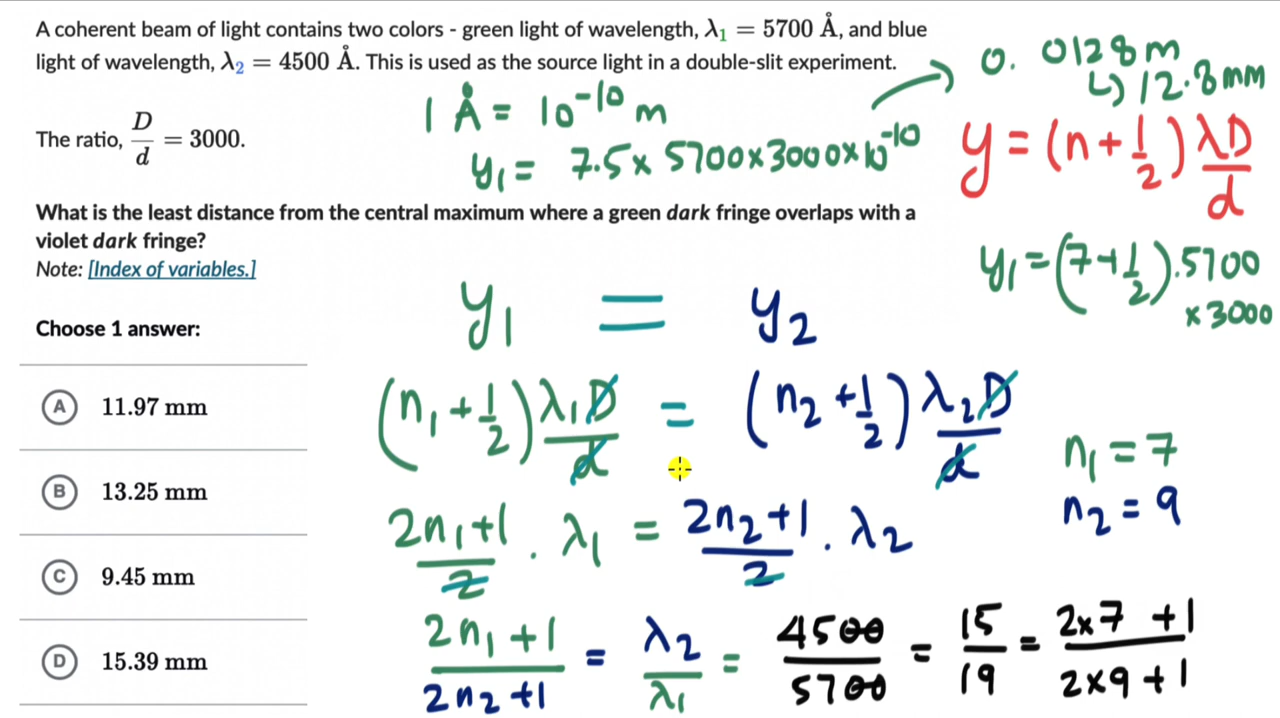 A coherent beam of light contains two colors - green light of wavelength, λ₁ = 5700 Å, and blue
light of wavelength, λ₂ = 4500 Å. This is used as the source light in a double-slit experiment.
The ratio, D/d = 3000.
What is the least distance from the central maximum where a green dark fringe overlaps with a
violet dark fringe?
Note: [Index of variables.]
Choose 1 answer:
A 11.97 mm
B 13.25 mm
C 9.45 mm
D 15.39 mm
1 Å = 10⁻¹⁰ m
y₁ = 7.5 × 5700×3000×10⁻¹⁰
0.0128 m
↳ 12.8 mm
y = (n + 1/2) λD/d
y₁ = (7+1/2).5700
× 3000
y₁ = y₂
(n₁ + 1/2) λ₁D/d = (n₂ + 1/2) λ₂D/d
n₁ = 7
n₂ = 9
2n₁+1/2 . λ₁ = 2n₂+1/2 . λ₂
2n₁+1/2n₂+1 = λ₂/λ₁ = 4500/5700 = 15/19 = 2×7+1/2×9+1